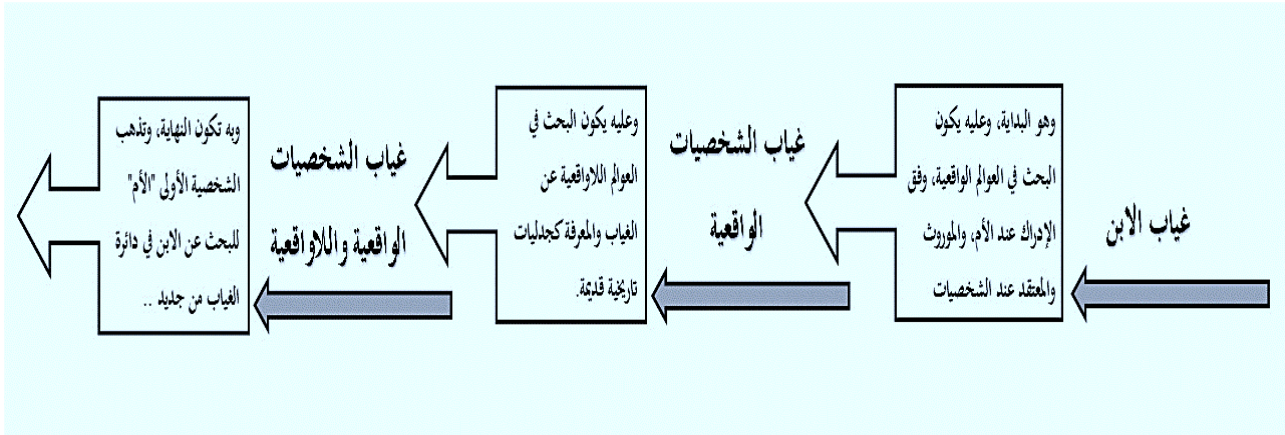 غياب الابن
وهو البداية، وعليه يكون
البحث في العوالم الواقعية، وفق
الإدراك عند الأم، والموروث
والمعتقد عند الشخصيات
غياب الشخصيات
الواقعية
وعليه يكون البحث في
العوالم اللاواقعية عن
الغياب والمعرفة كجدليات
تاريخية قديمة.
غياب الشخصيات
الواقعية واللاواقعية
وبه تكون النهاية، وتذهب
الشخصية الأولى "الأم"
للبحث عن الابن في دائرة
الغياب من جديد ..